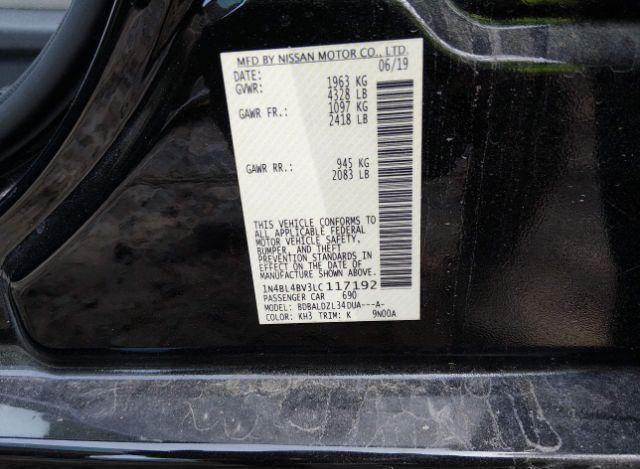 MFD BY NISSAN MOTOR CO., LTD.
DATE: 06/19
GVWR: 1963 KG
4328 LB
GAWR FR.: 1097 KG
2418 LB
GAWR RR.: 945 KG
2083 LB
THIS VEHICLE CONFORMS TO
ALL APPLICABLE FEDERAL
MOTOR VEHICLE SAFETY,
BUMPER, AND THEFT
PREVENTION STANDARDS IN
EFFECT ON THE DATE OF
MANUFACTURE SHOWN ABOVE.
1N4BL4BV3LC117192
PASSENGER CAR 690
MODEL: BDBALDZL34DUA---A-
COLOR: KH3 TRIM: K 9N00A